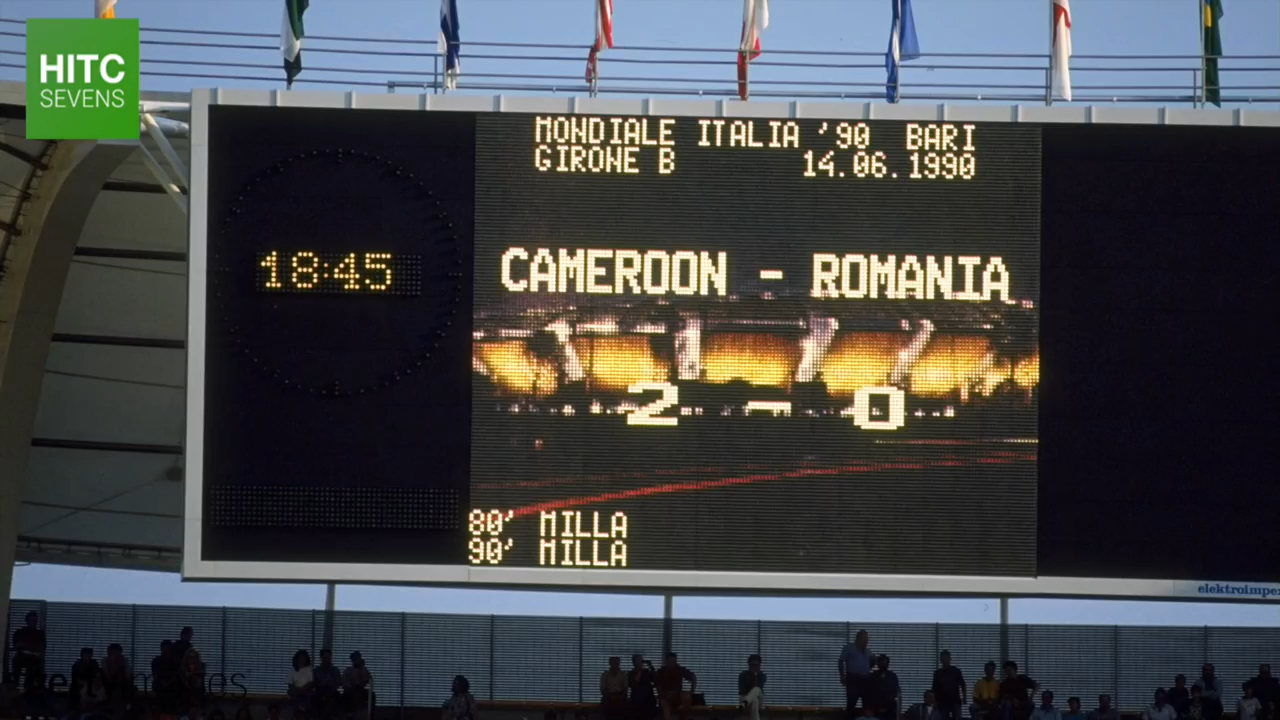 HITC
SEVENS
MONDIALE ITALIA '90 BARI
GIRONE B 14.06.1990
18:45
CAMEROON - ROMANIA
2 - 0
80' MILLA
90' MILLA